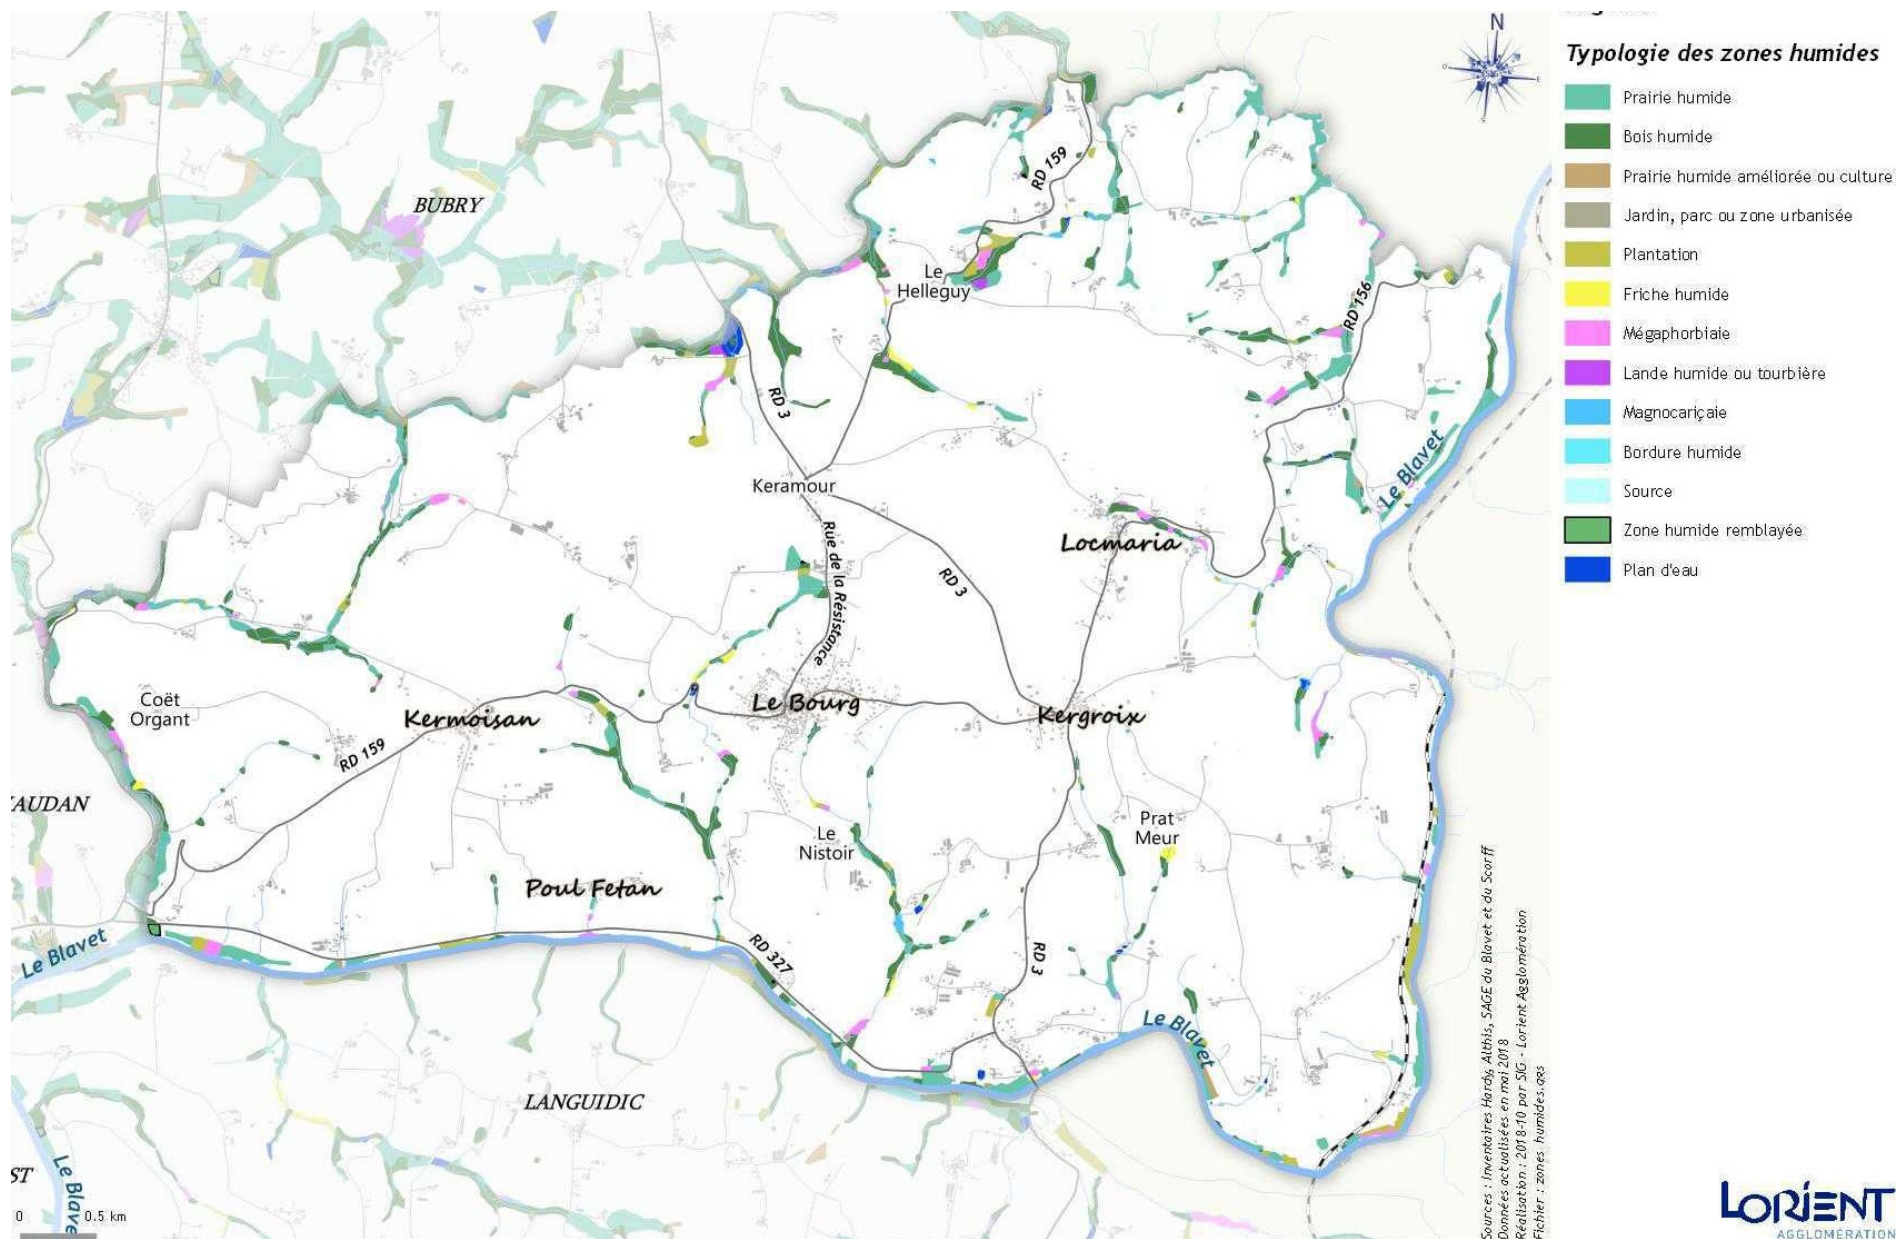 N
Typologie des zones humides
Prairie humide
Bois humide
Prairie humide améliorée ou culture
Jardin, parc ou zone urbanisée
Plantation
Friche humide
Mégaphorbiaie
Lande humide ou tourbière
Magnocariçaie
Bordure humide
Source
Zone humide remblayée
Plan d'eau
BUBRY
RD 159
Le
Helleguy
RD 156
RD 3
Le Blavet
Keramour
Rue de la Résistance
RD 3
Locmaria
Coët
Organt
Kermoisan
Le Bourg
Kergroix
RD 159
AUDAN
Le
Nistoir
Prat
Meur
Poul Fetan
Le Blavet
RD 327
RD 3
Le Blavet
LANGUIDIC
ST
Le Blave
0 0.5 km
Sources : Inventaires Hardy, Althis, SAGE du Blavet et du Scorff
Données actualisées en mai 2018
Réalisation : 2018-10 par SIG - Lorient Agglomération
Fichier : zones humides.qgs
LORIENT
AGGLOMÉRATION